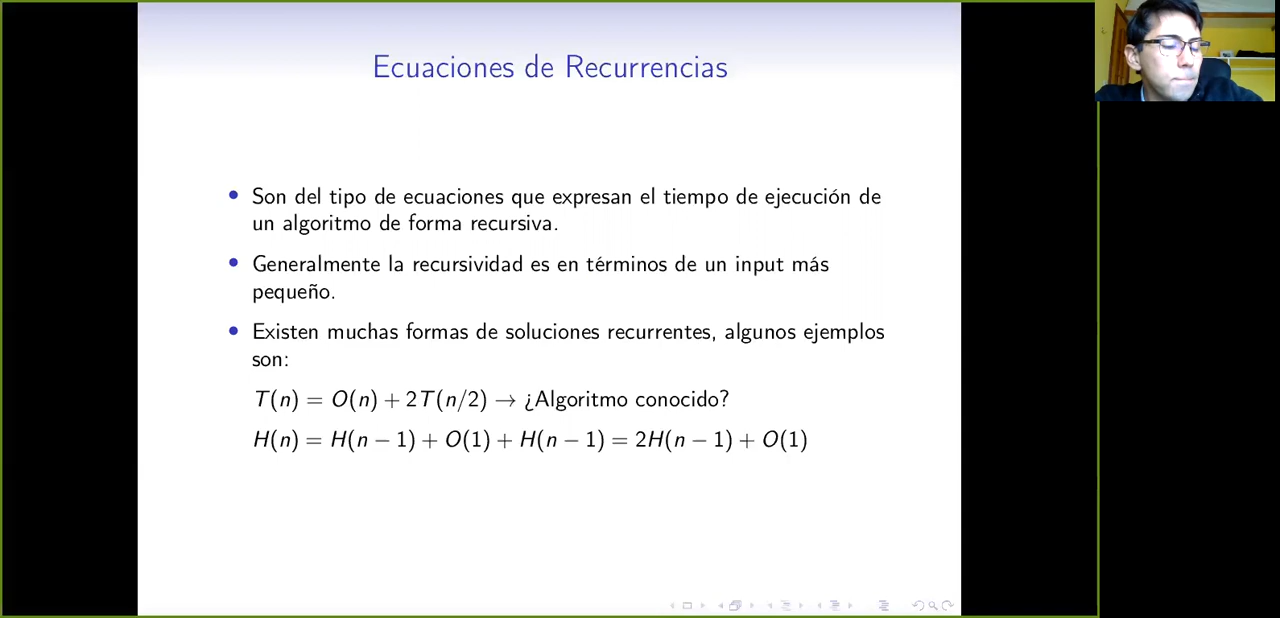 Ecuaciones de Recurrencias
• Son del tipo de ecuaciones que expresan el tiempo de ejecución de
un algoritmo de forma recursiva.
• Generalmente la recursividad es en términos de un input más
pequeño.
• Existen muchas formas de soluciones recurrentes, algunos ejemplos
son:
T(n) = O(n) + 2T(n/2) → ¿Algoritmo conocido?
H(n) = H(n − 1) + O(1) + H(n − 1) = 2H(n − 1) + O(1)